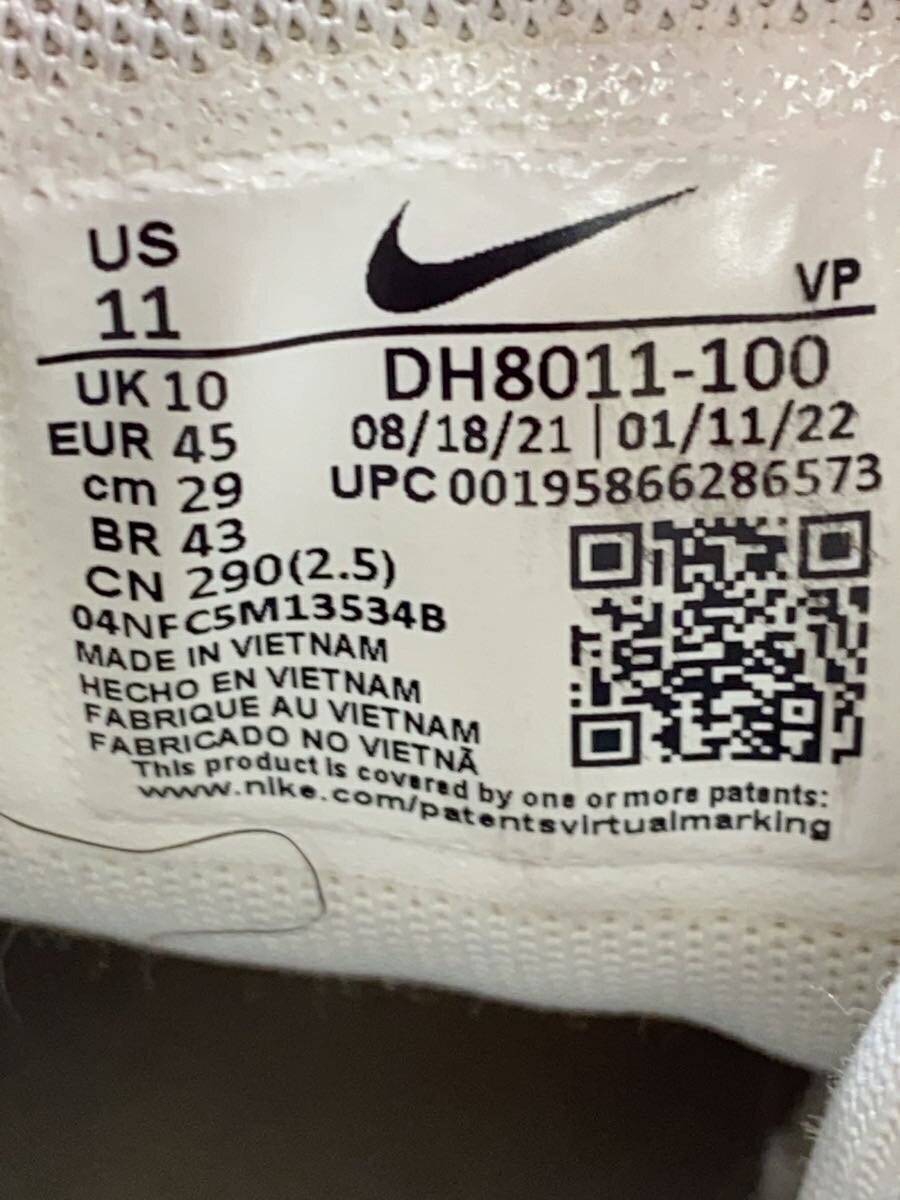 US
11
VP
UK 10
EUR 45
cm 29
BR 43
CN 290(2.5)
DH8011-100
08/18/21 | 01/11/22
UPC 00195866286573
04NFC5M13534B
MADE IN VIETNAM
HECHO EN VIETNAM
FABRIQUE AU VIETNAM
FABRICADO NO VIETNÃ
This product is covered by one or more patents:
www.nike.com/patentsvirtualmarking